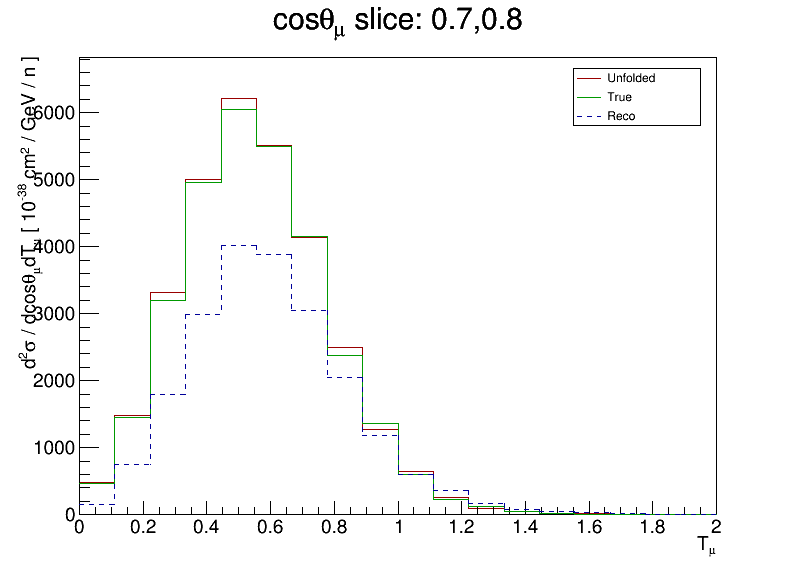 cosθμ slice: 0.7,0.8
d²σ / dcosθμdTμ [ 10⁻³⁸ cm² / GeV / n ]
Unfolded
True
Reco
6000
5000
4000
3000
2000
1000
0
0 0.2 0.4 0.6 0.8 1 1.2 1.4 1.6 1.8 2
Tμ